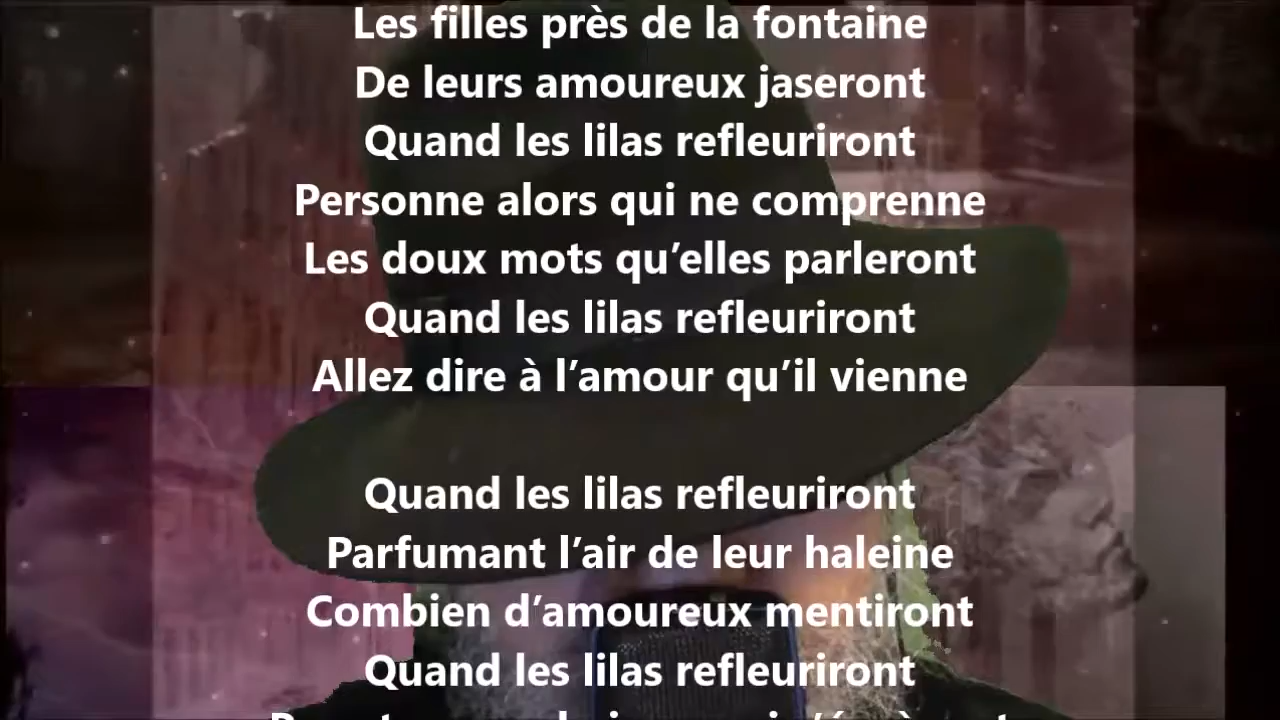 Les filles près de la fontaine
De leurs amoureux jaseront
Quand les lilas refleuriront
Personne alors qui ne comprenne
Les doux mots qu’elles parleront
Quand les lilas refleuriront
Allez dire à l’amour qu’il vienne
Quand les lilas refleuriront
Parfumant l’air de leur haleine
Combien d’amoureux mentiront
Quand les lilas refleuriront